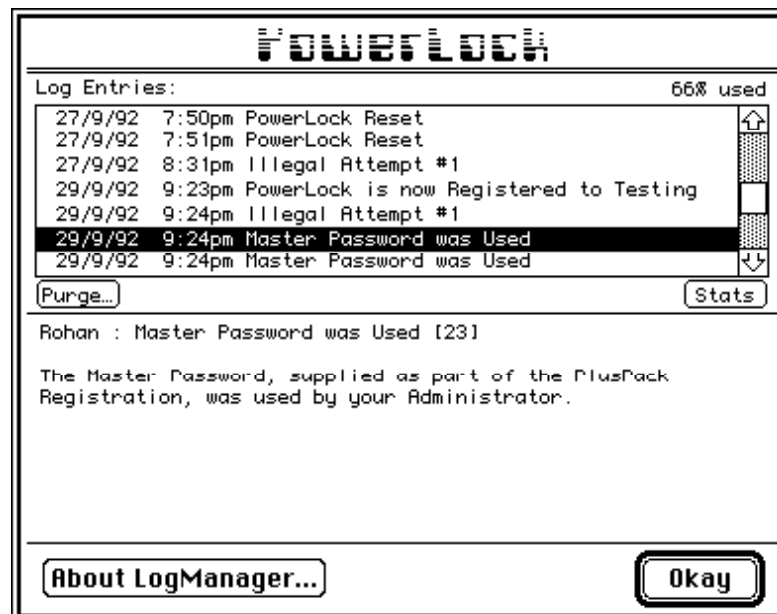 PowerLock
Log Entries: 66% used
27/9/92 7:50pm PowerLock Reset
27/9/92 7:51pm PowerLock Reset
27/9/92 8:31pm Illegal Attempt #1
29/9/92 9:23pm PowerLock is now Registered to Testing
29/9/92 9:24pm Illegal Attempt #1
29/9/92 9:24pm Master Password was Used
29/9/92 9:24pm Master Password was Used
Purge… Stats
Rohan : Master Password was Used [23]
The Master Password, supplied as part of the PlusPack
Registration, was used by your Administrator.
About LogManager... Okay